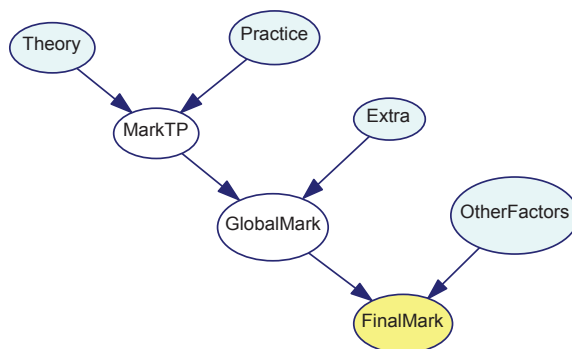 Theory
Practice
MarkTP
Extra
GlobalMark
OtherFactors
FinalMark